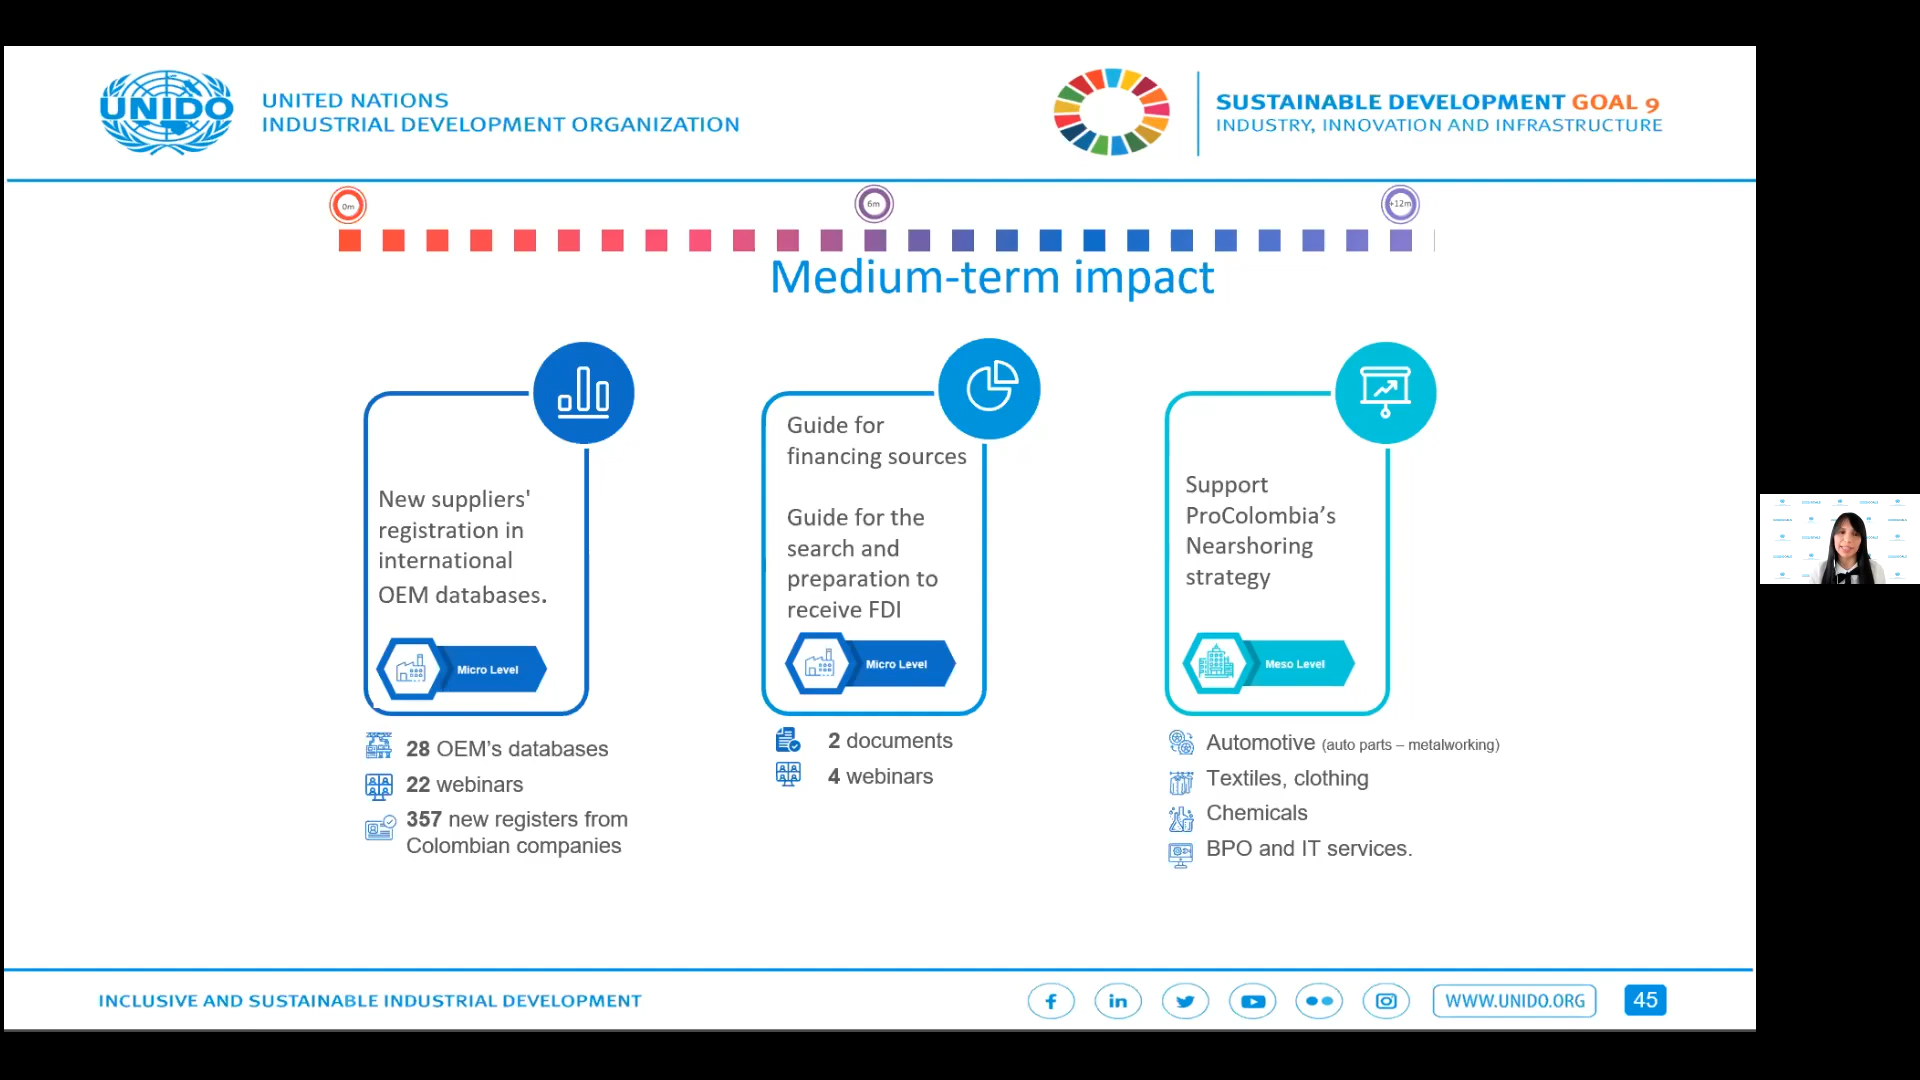 UNIDO
UNITED NATIONS
INDUSTRIAL DEVELOPMENT ORGANIZATION
SUSTAINABLE DEVELOPMENT GOAL 9
INDUSTRY, INNOVATION AND INFRASTRUCTURE
0m
6m
+12m
Medium-term impact
New suppliers'
registration in
international
OEM databases.
Micro Level
28 OEM's databases
22 webinars
357 new registers from
Colombian companies
Guide for
financing sources
Guide for the
search and
preparation to
receive FDI
Micro Level
2 documents
4 webinars
Support
ProColombia’s
Nearshoring
strategy
Meso Level
Automotive (auto parts – metalworking)
Textiles, clothing
Chemicals
BPO and IT services.
INCLUSIVE AND SUSTAINABLE INDUSTRIAL DEVELOPMENT
WWW.UNIDO.ORG
45